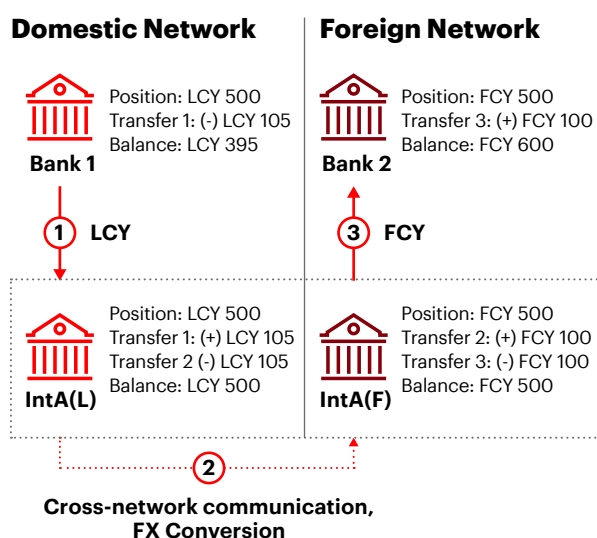 Domestic Network
Foreign Network
Position: LCY 500
Transfer 1: (-) LCY 105
Balance: LCY 395
Bank 1
Position: FCY 500
Transfer 3: (+) FCY 100
Balance: FCY 600
Bank 2
1 LCY
3 FCY
Position: LCY 500
Transfer 1: (+) LCY 105
Transfer 2 (-) LCY 105
Balance: LCY 500
IntA(L)
Position: FCY 500
Transfer 2: (+) FCY 100
Transfer 3: (-) FCY 100
Balance: FCY 500
IntA(F)
2
Cross-network communication,
FX Conversion